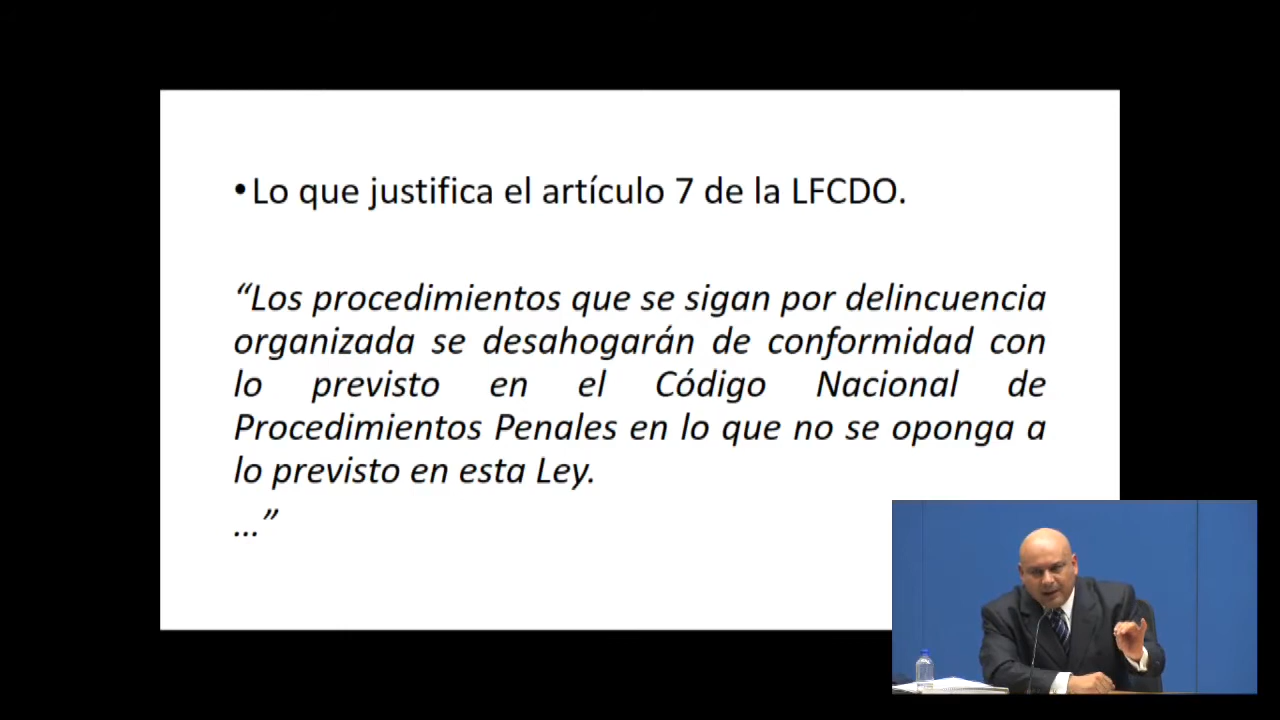 •Lo que justifica el artículo 7 de la LFCDO.
“Los procedimientos que se sigan por delincuencia
organizada se desahogarán de conformidad con
lo previsto en el Código Nacional de
Procedimientos Penales en lo que no se oponga a
lo previsto en esta Ley.
…”